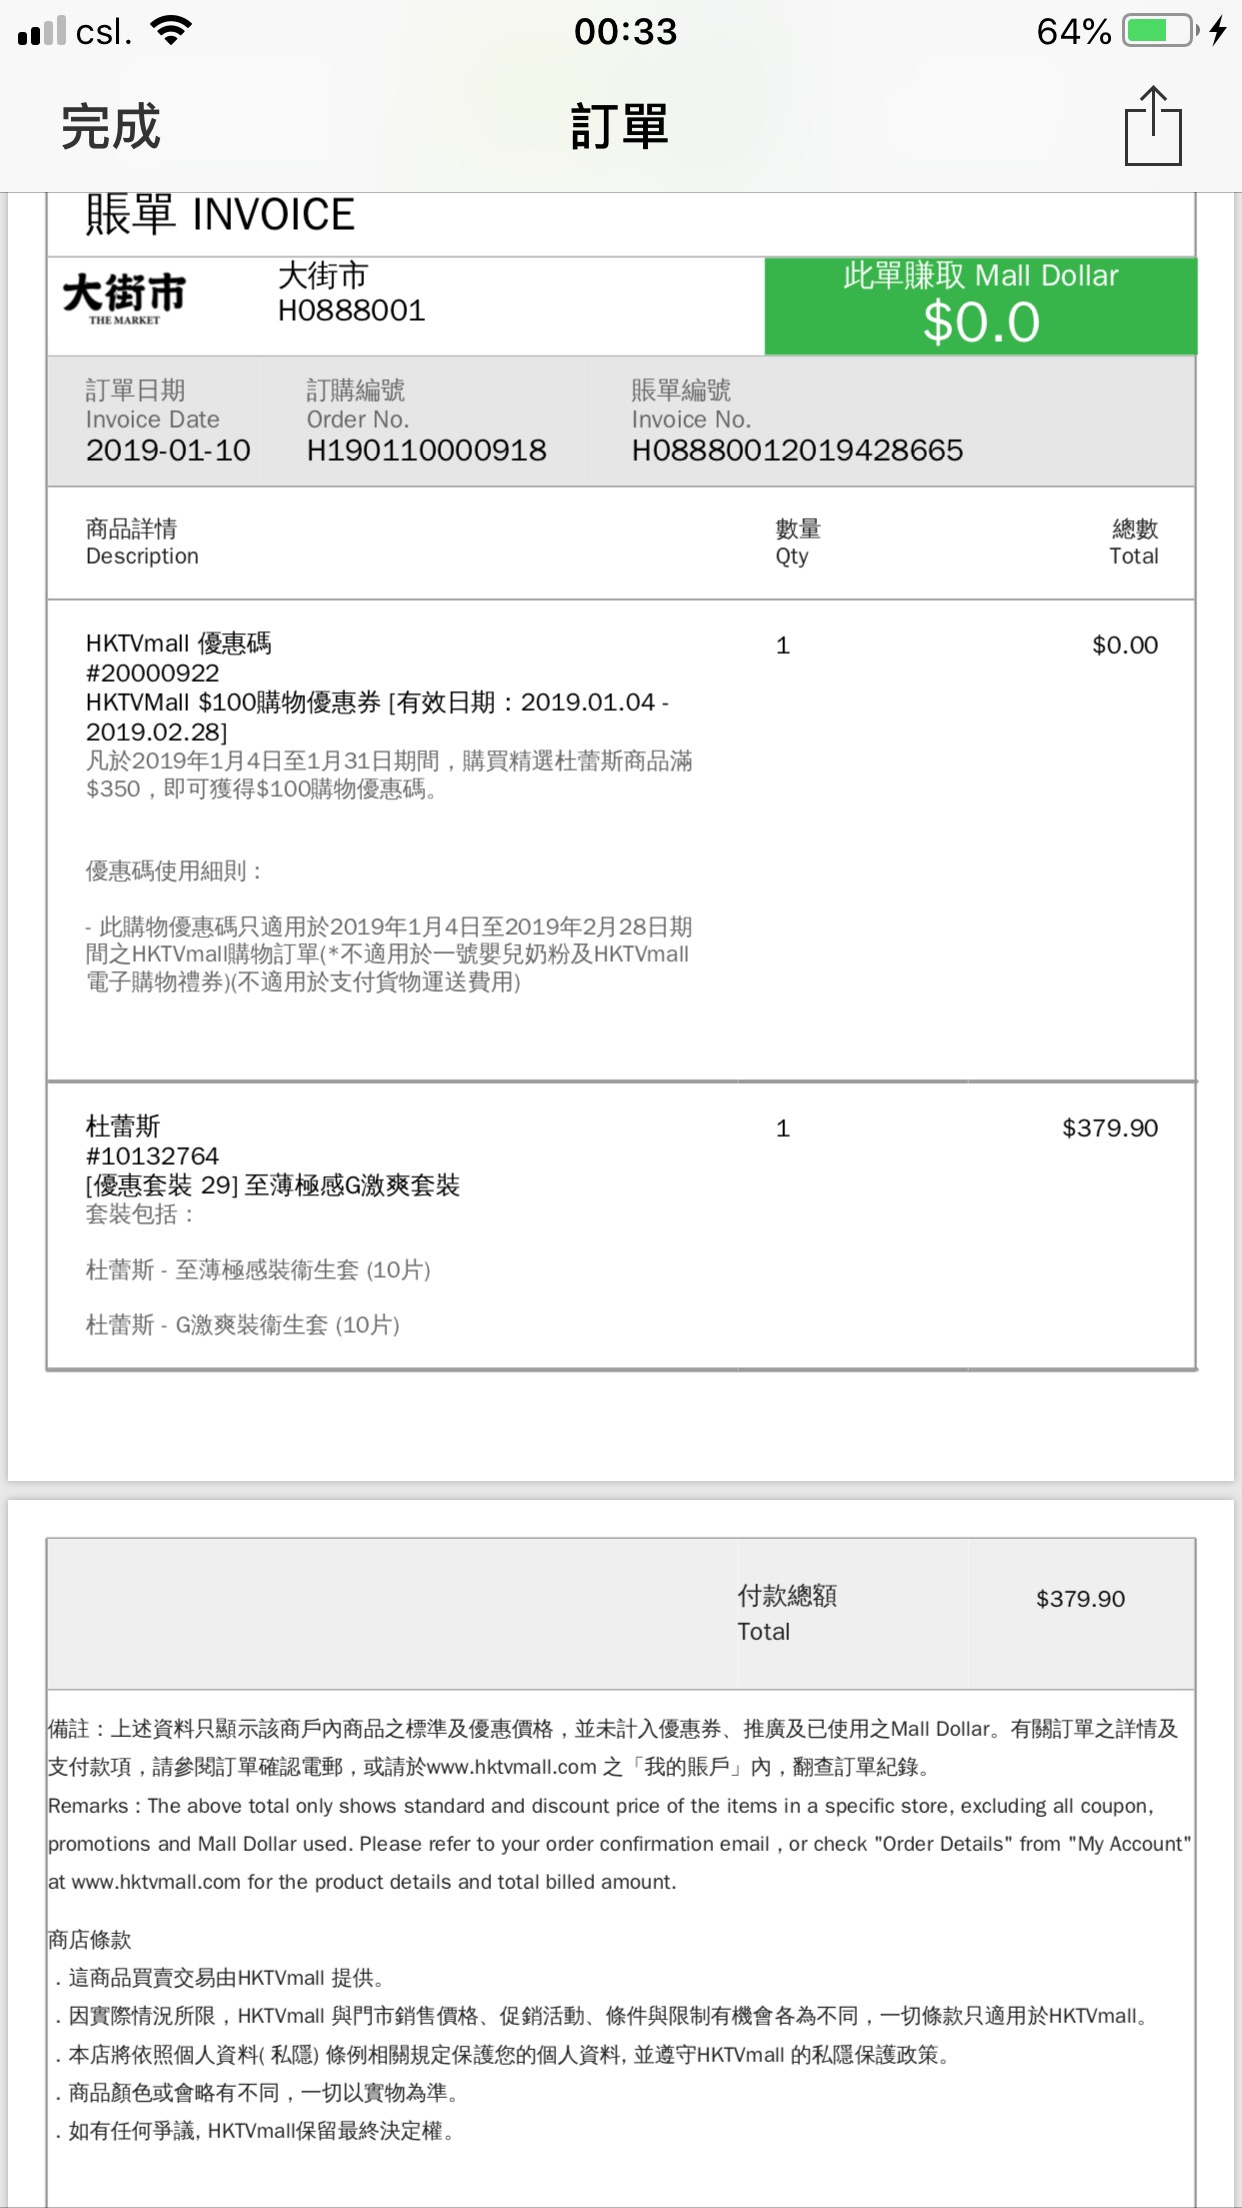 csl.
00:33
64%
完成
訂單
賬單 INVOICE
大街市
THE MARKET
大街市
H0888001
此單賺取 Mall Dollar
$0.0
訂單日期
Invoice Date
2019-01-10
訂購編號
Order No.
H190110000918
賬單編號
Invoice No.
H08880012019428665
商品詳情
Description
數量
Qty
總數
Total
HKTVmall 優惠碼
1
$0.00
#20000922
HKTVMall $100購物優惠券 [有效日期：2019.01.04 -
2019.02.28]
凡於2019年1月4日至1月31日期間，購買精選杜蕾斯商品滿
$350，即可獲得$100購物優惠碼。
優惠碼使用細則：
- 此購物優惠碼只適用於2019年1月4日至2019年2月28日期
間之HKTVmall購物訂單(*不適用於一號嬰兒奶粉及HKTVmall
電子購物禮券)(不適用於支付貨物運送費用)
杜蕾斯
1
$379.90
#10132764
[優惠套裝 29] 至薄極感G激爽套裝
套裝包括：
杜蕾斯 - 至薄極感裝衞生套 (10片)
杜蕾斯 - G激爽裝衞生套 (10片)
付款總額
Total
$379.90
備註：上述資料只顯示該商戶內商品之標準及優惠價格，並未計入優惠券、推廣及已使用之Mall Dollar。有關訂單之詳情及
支付款項，請參閱訂單確認電郵，或請於www.hktvmall.com 之「我的賬戶」內，翻查訂單紀錄。
Remarks : The above total only shows standard and discount price of the items in a specific store, excluding all coupon,
promotions and Mall Dollar used. Please refer to your order confirmation email , or check "Order Details" from "My Account"
at www.hktvmall.com for the product details and total billed amount.
商店條款
. 這商品買賣交易由HKTVmall 提供。
. 因實際情況所限，HKTVmall 與門市銷售價格、促銷活動、條件與限制有機會各為不同，一切條款只適用於HKTVmall。
. 本店將依照個人資料( 私隱) 條例相關規定保護您的個人資料, 並遵守HKTVmall 的私隱保護政策。
. 商品顏色或會略有不同，一切以實物為準。
. 如有任何爭議, HKTVmall保留最終決定權。